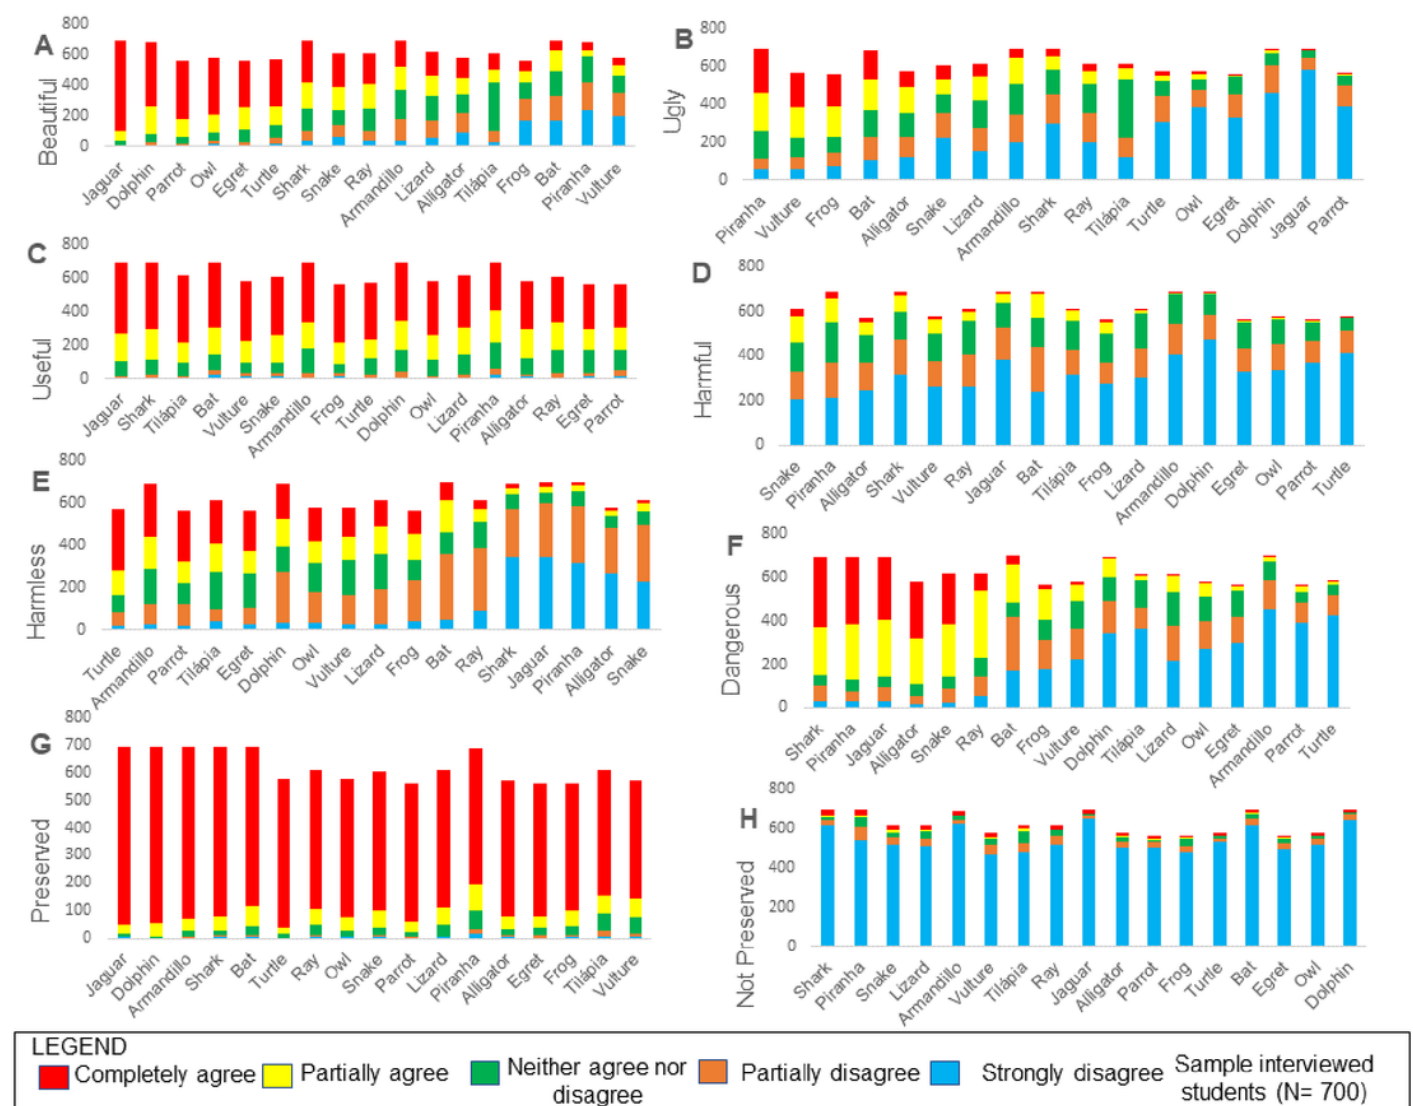 A
Beautiful
800
600
400
200
0
Jaguar Dolphin Parrot Owl Egret Turtle Shark Snake Ray Armandillo Lizard Alligator Tilápia Frog Bat Piranha Vulture
B
Ugly
800
600
400
200
0
Piranha Vulture Frog Bat Alligator Snake Lizard Armandillo Shark Ray Tilápia Turtle Owl Egret Dolphin Jaguar Parrot
C
Useful
800
600
400
200
0
Jaguar Shark Tilápia Bat Vulture Snake Armandillo Frog Turtle Dolphin Owl Lizard Piranha Alligator Ray Egret Parrot
D
Harmful
800
600
400
200
0
Snake Piranha Alligator Shark Vulture Ray Jaguar Bat Tilápia Frog Lizard Armandillo Dolphin Egret Owl Parrot Turtle
E
Harmless
800
600
400
200
0
Turtle Armandillo Parrot Tilápia Egret Dolphin Owl Vulture Lizard Frog Bat Ray Shark Jaguar Piranha Alligator Snake
F
Dangerous
800
600
400
200
0
Shark Piranha Jaguar Alligator Snake Ray Bat Frog Vulture Dolphin Tilápia Lizard Owl Egret Armandillo Parrot Turtle
G
Preserved
800
700
600
500
400
300
200
100
0
Jaguar Dolphin Armandillo Shark Bat Turtle Ray Owl Snake Parrot Lizard Piranha Alligator Egret Frog Tilápia Vulture
H
Not Preserved
800
600
400
200
0
Shark Piranha Snake Lizard Armandillo Vulture Tilápia Ray Jaguar Alligator Parrot Frog Turtle Bat Egret Owl Dolphin
LEGEND
Completely agree
Partially agree
Neither agree nor
disagree
Partially disagree
Strongly disagree
Sample interviewed
students (N= 700)